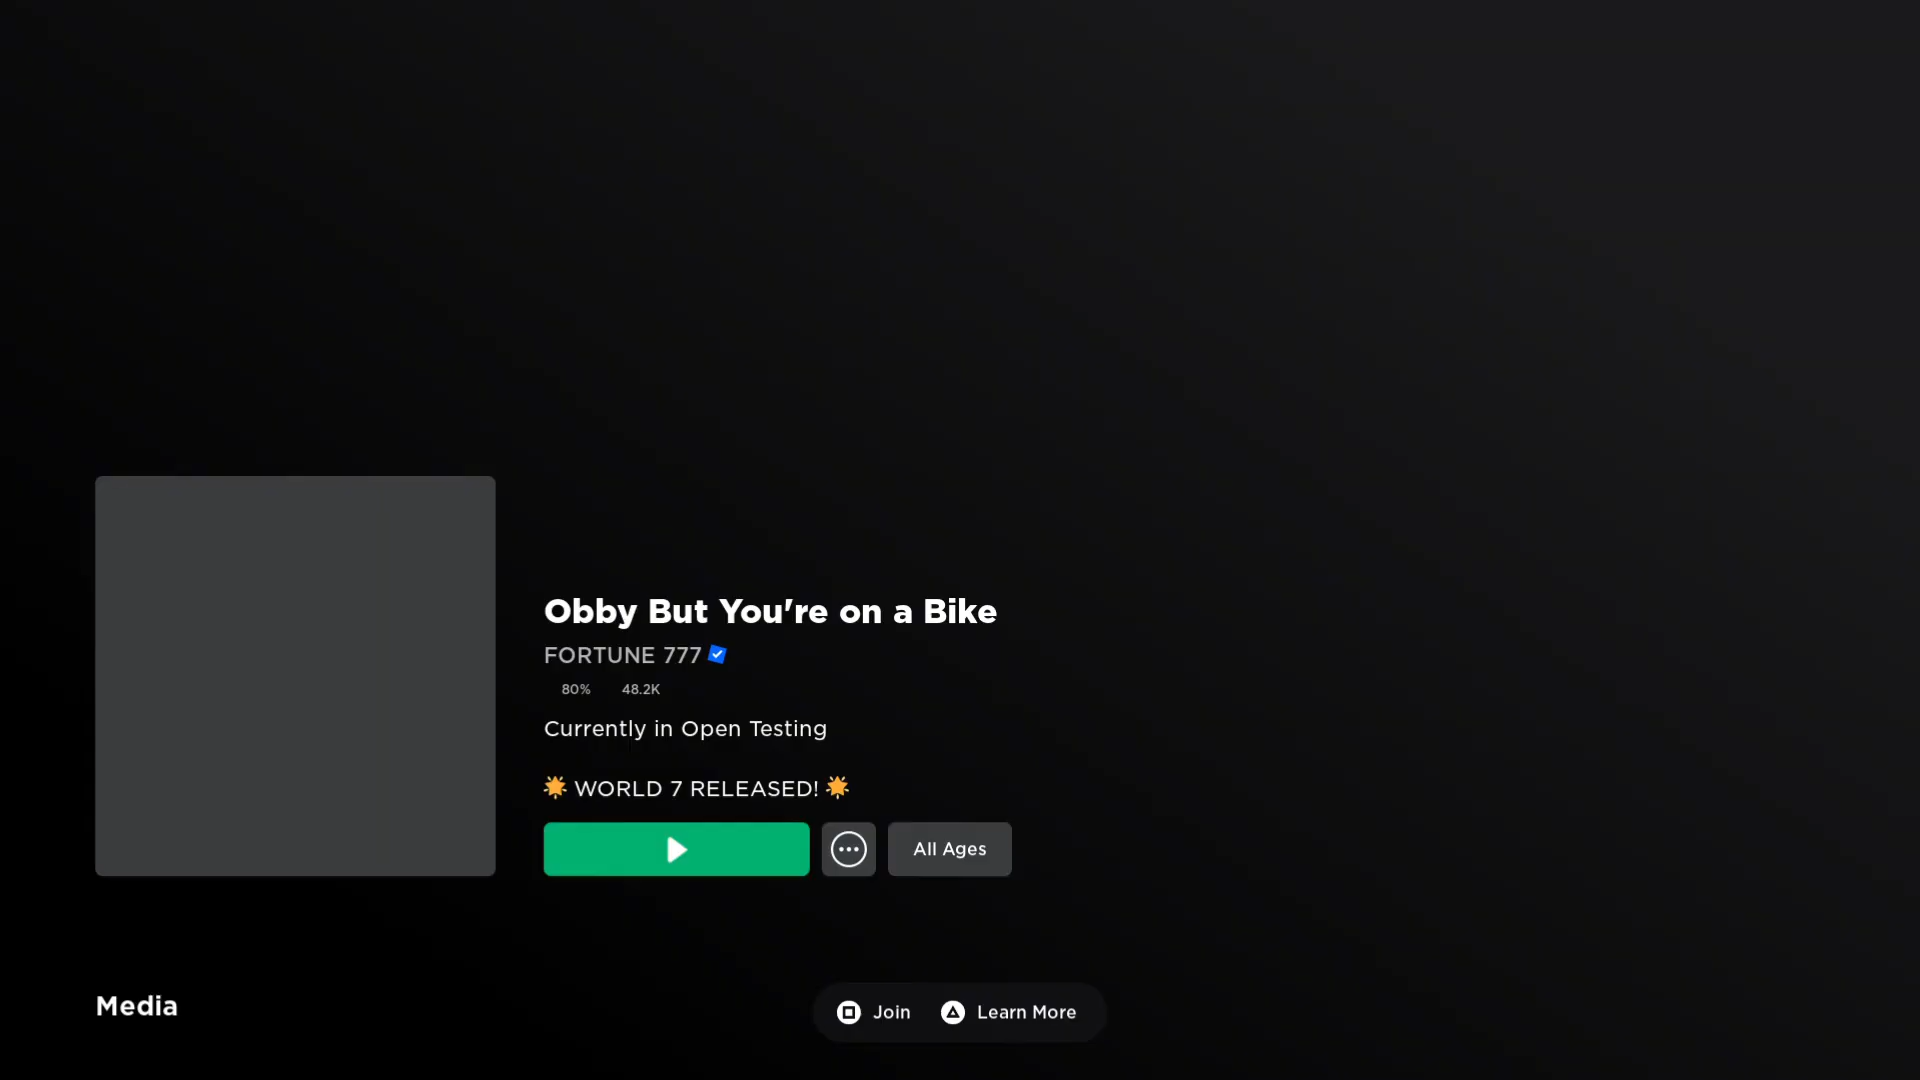 Obby But You're on a Bike
FORTUNE 777
80% 48.2K
Currently in Open Testing
🌟 WORLD 7 RELEASED! 🌟
All Ages
Media
Join Learn More